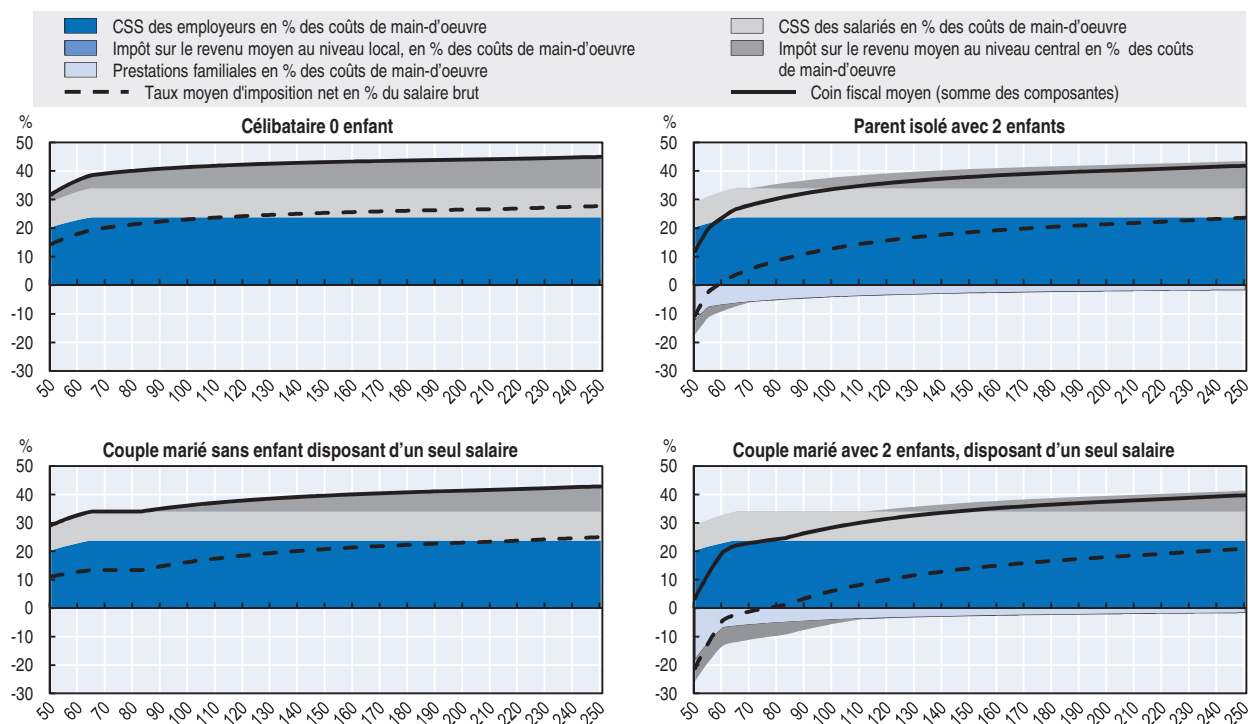 CSS des employeurs en % des coûts de main-d'oeuvre
Impôt sur le revenu moyen au niveau local, en % des coûts de main-d'oeuvre
Prestations familiales en % des coûts de main-d'oeuvre
Taux moyen d'imposition net en % du salaire brut
CSS des salariés en % des coûts de main-d'oeuvre
Impôt sur le revenu moyen au niveau central en % des coûts
de main-d'oeuvre
Coin fiscal moyen (somme des composantes)
%
Célibataire 0 enfant
50
40
30
20
10
0
-10
-20
-30
50 60 70 80 90 100 110 120 130 140 150 160 170 180 190 200 210 220 230 240 250
%
Parent isolé avec 2 enfants
50
40
30
20
10
0
-10
-20
-30
50 60 70 80 90 100 110 120 130 140 150 160 170 180 190 200 210 220 230 240 250
%
Couple marié sans enfant disposant d’un seul salaire
50
40
30
20
10
0
-10
-20
-30
50 60 70 80 90 100 110 120 130 140 150 160 170 180 190 200 210 220 230 240 250
%
Couple marié avec 2 enfants, disposant d’un seul salaire
50
40
30
20
10
0
-10
-20
-30
50 60 70 80 90 100 110 120 130 140 150 160 170 180 190 200 210 220 230 240 250